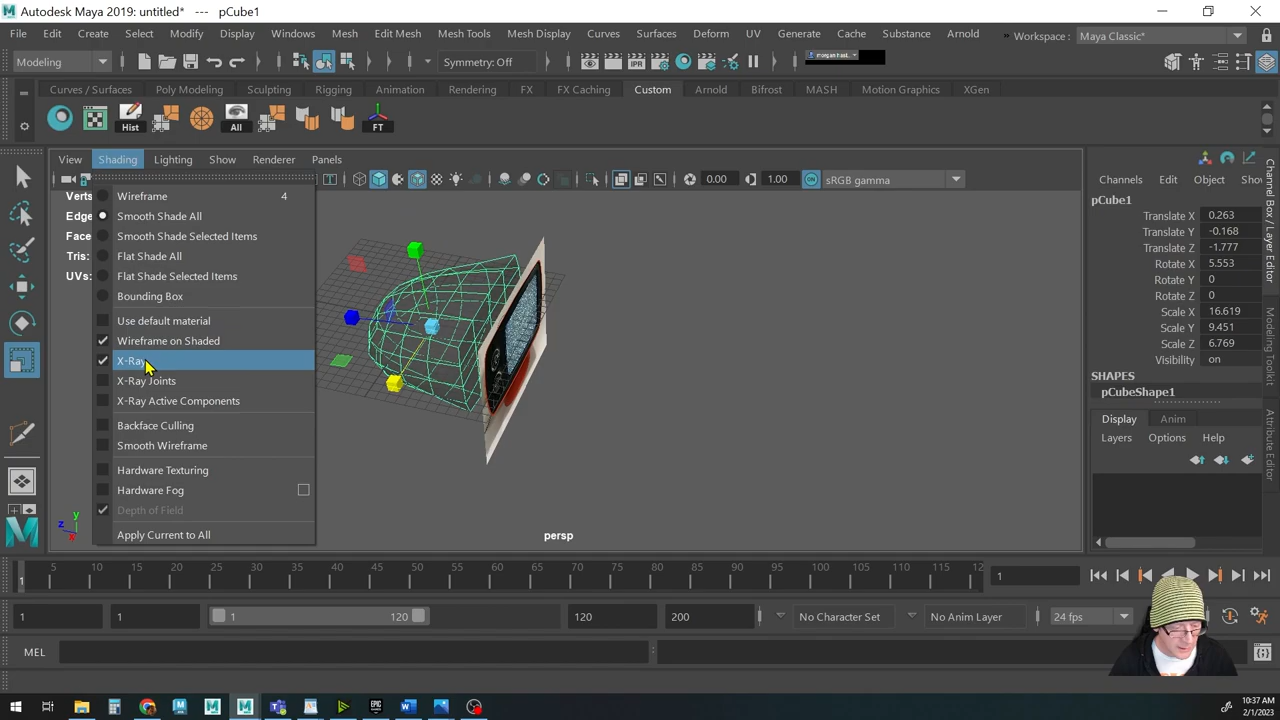 Autodesk Maya 2019: untitled*   ---   pCube1
File Edit Create Select Modify Display Windows Mesh Edit Mesh Mesh Tools Mesh Display Curves Surfaces Deform UV Generate Cache Substance Arnold » Workspace : Maya Classic*
Modeling Symmetry: Off
Curves / Surfaces Poly Modeling Sculpting Rigging Animation Rendering FX FX Caching Custom Arnold Bifrost MASH Motion Graphics XGen
Hist All FT
View Shading Lighting Show Renderer Panels
0.00 1.00 sRGB gamma
Channels Edit Object Show
Verts
Edge
Face
Tris:
UVs:
Wireframe 4
Smooth Shade All
Smooth Shade Selected Items
Flat Shade All
Flat Shade Selected Items
Bounding Box
Use default material
Wireframe on Shaded
X-Ray
X-Ray Joints
X-Ray Active Components
Backface Culling
Smooth Wireframe
Hardware Texturing
Hardware Fog
Depth of Field
Apply Current to All
y
z
x
persp
pCube1
Translate X 0.263
Translate Y -0.168
Translate Z -1.777
Rotate X 5.553
Rotate Y 0
Rotate Z 0
Scale X 16.619
Scale Y 9.451
Scale Z 6.769
Visibility on
SHAPES
pCubeShape1
Display Anim
Layers Options Help
Channel Box / Layer Editor
Modeling Toolkit
Attribute Editor
1 5 10 15 20 25 30 35 40 45 50 55 60 65 70 75 80 85 90 95 100 105 110 115 12
1
1 1 1 120 120 200 No Character Set No Anim Layer 24 fps
MEL
10:37 AM
2/1/2023